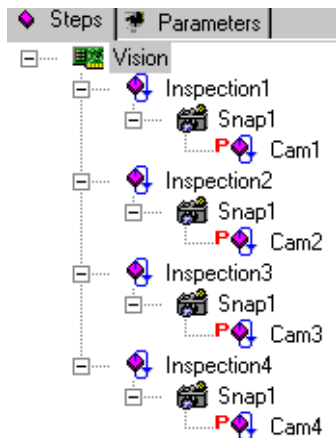 Steps Parameters
Vision
Inspection1
Snap1
P Cam1
Inspection2
Snap1
P Cam2
Inspection3
Snap1
P Cam3
Inspection4
Snap1
P Cam4